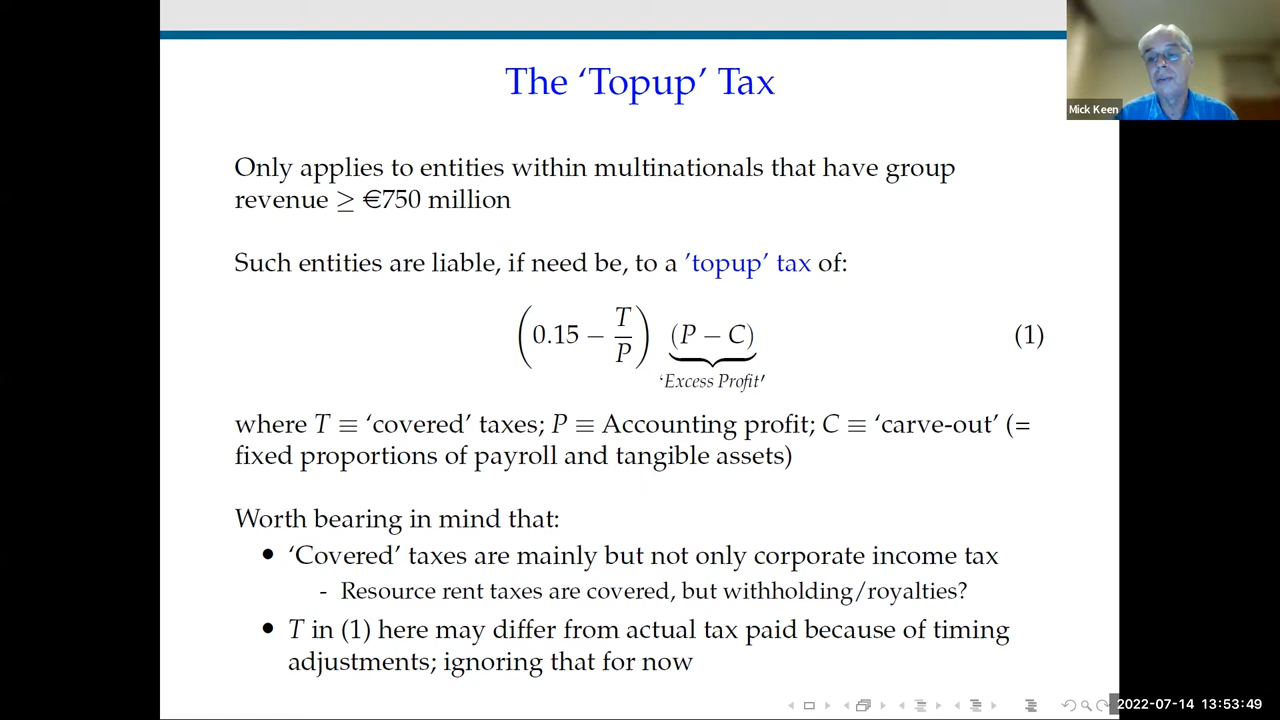 The ‘Topup’ Tax
Mick Keen
Only applies to entities within multinationals that have group
revenue ≥ €750 million
Such entities are liable, if need be, to a ’topup’ tax of:
(0.15 − T/P) (P − C) (1)
‘Excess Profit’
where T ≡ ‘covered’ taxes; P ≡ Accounting profit; C ≡ ‘carve-out’ (=
fixed proportions of payroll and tangible assets)
Worth bearing in mind that:
• ‘Covered’ taxes are mainly but not only corporate income tax
- Resource rent taxes are covered, but withholding/royalties?
• T in (1) here may differ from actual tax paid because of timing
adjustments; ignoring that for now
2022-07-14 13:53:49